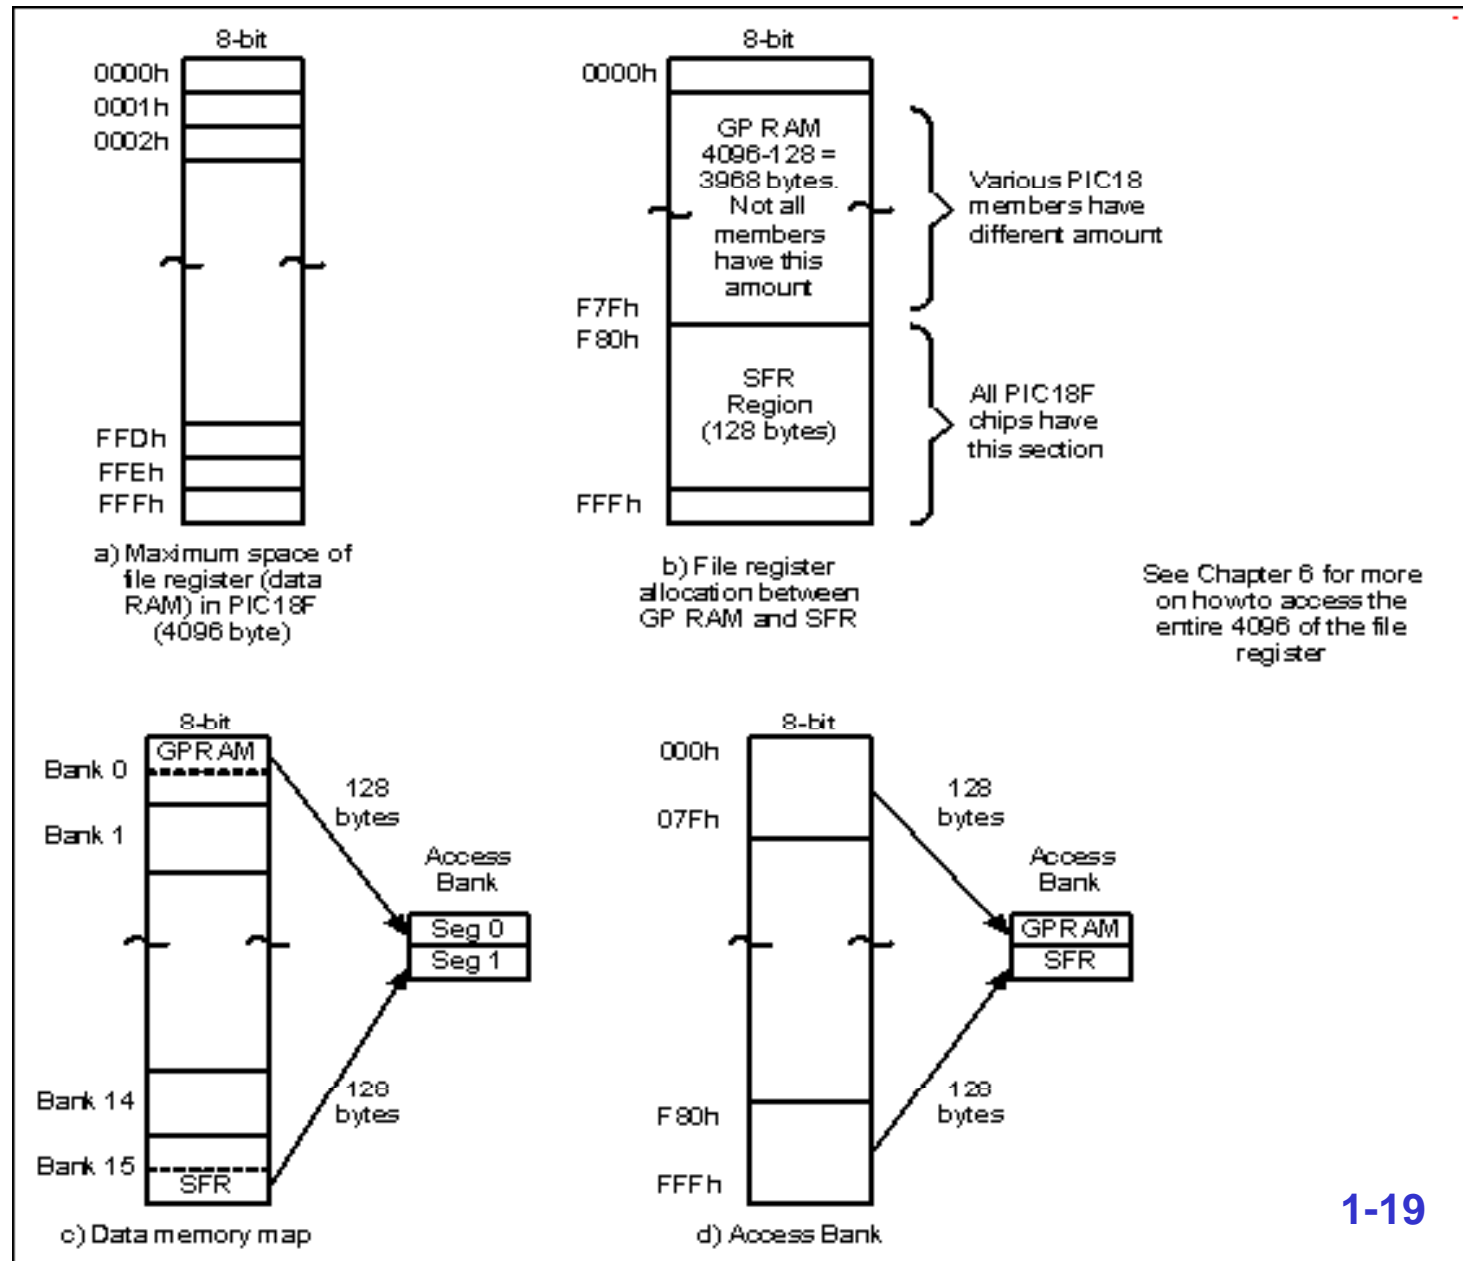 8-bit
0000h
0001h
0002h
FFDh
FFEh
FFFh
a) Maximum space of
file register (data
RAM) in PIC18F
(4096 byte)
8-bit
0000h
GP RAM
4096-128 =
3968 bytes.
Not all
members
have this
amount
F7Fh
F80h
SFR
Region
(128 bytes)
FFFh
Various PIC18
members have
different amount
All PIC18F
chips have
this section
b) File register
allocation between
GP RAM and SFR
See Chapter 6 for more
on howto access the
entire 4096 of the file
register
8-bit
GPRAM
Bank 0
Bank 1
Bank 14
Bank 15
SFR
128
bytes
Access
Bank
Seg 0
Seg 1
128
bytes
c) Data memory map
8-bit
000h
07Fh
F80h
FFFh
128
bytes
Access
Bank
GPRAM
SFR
128
bytes
d) Access Bank
1-19